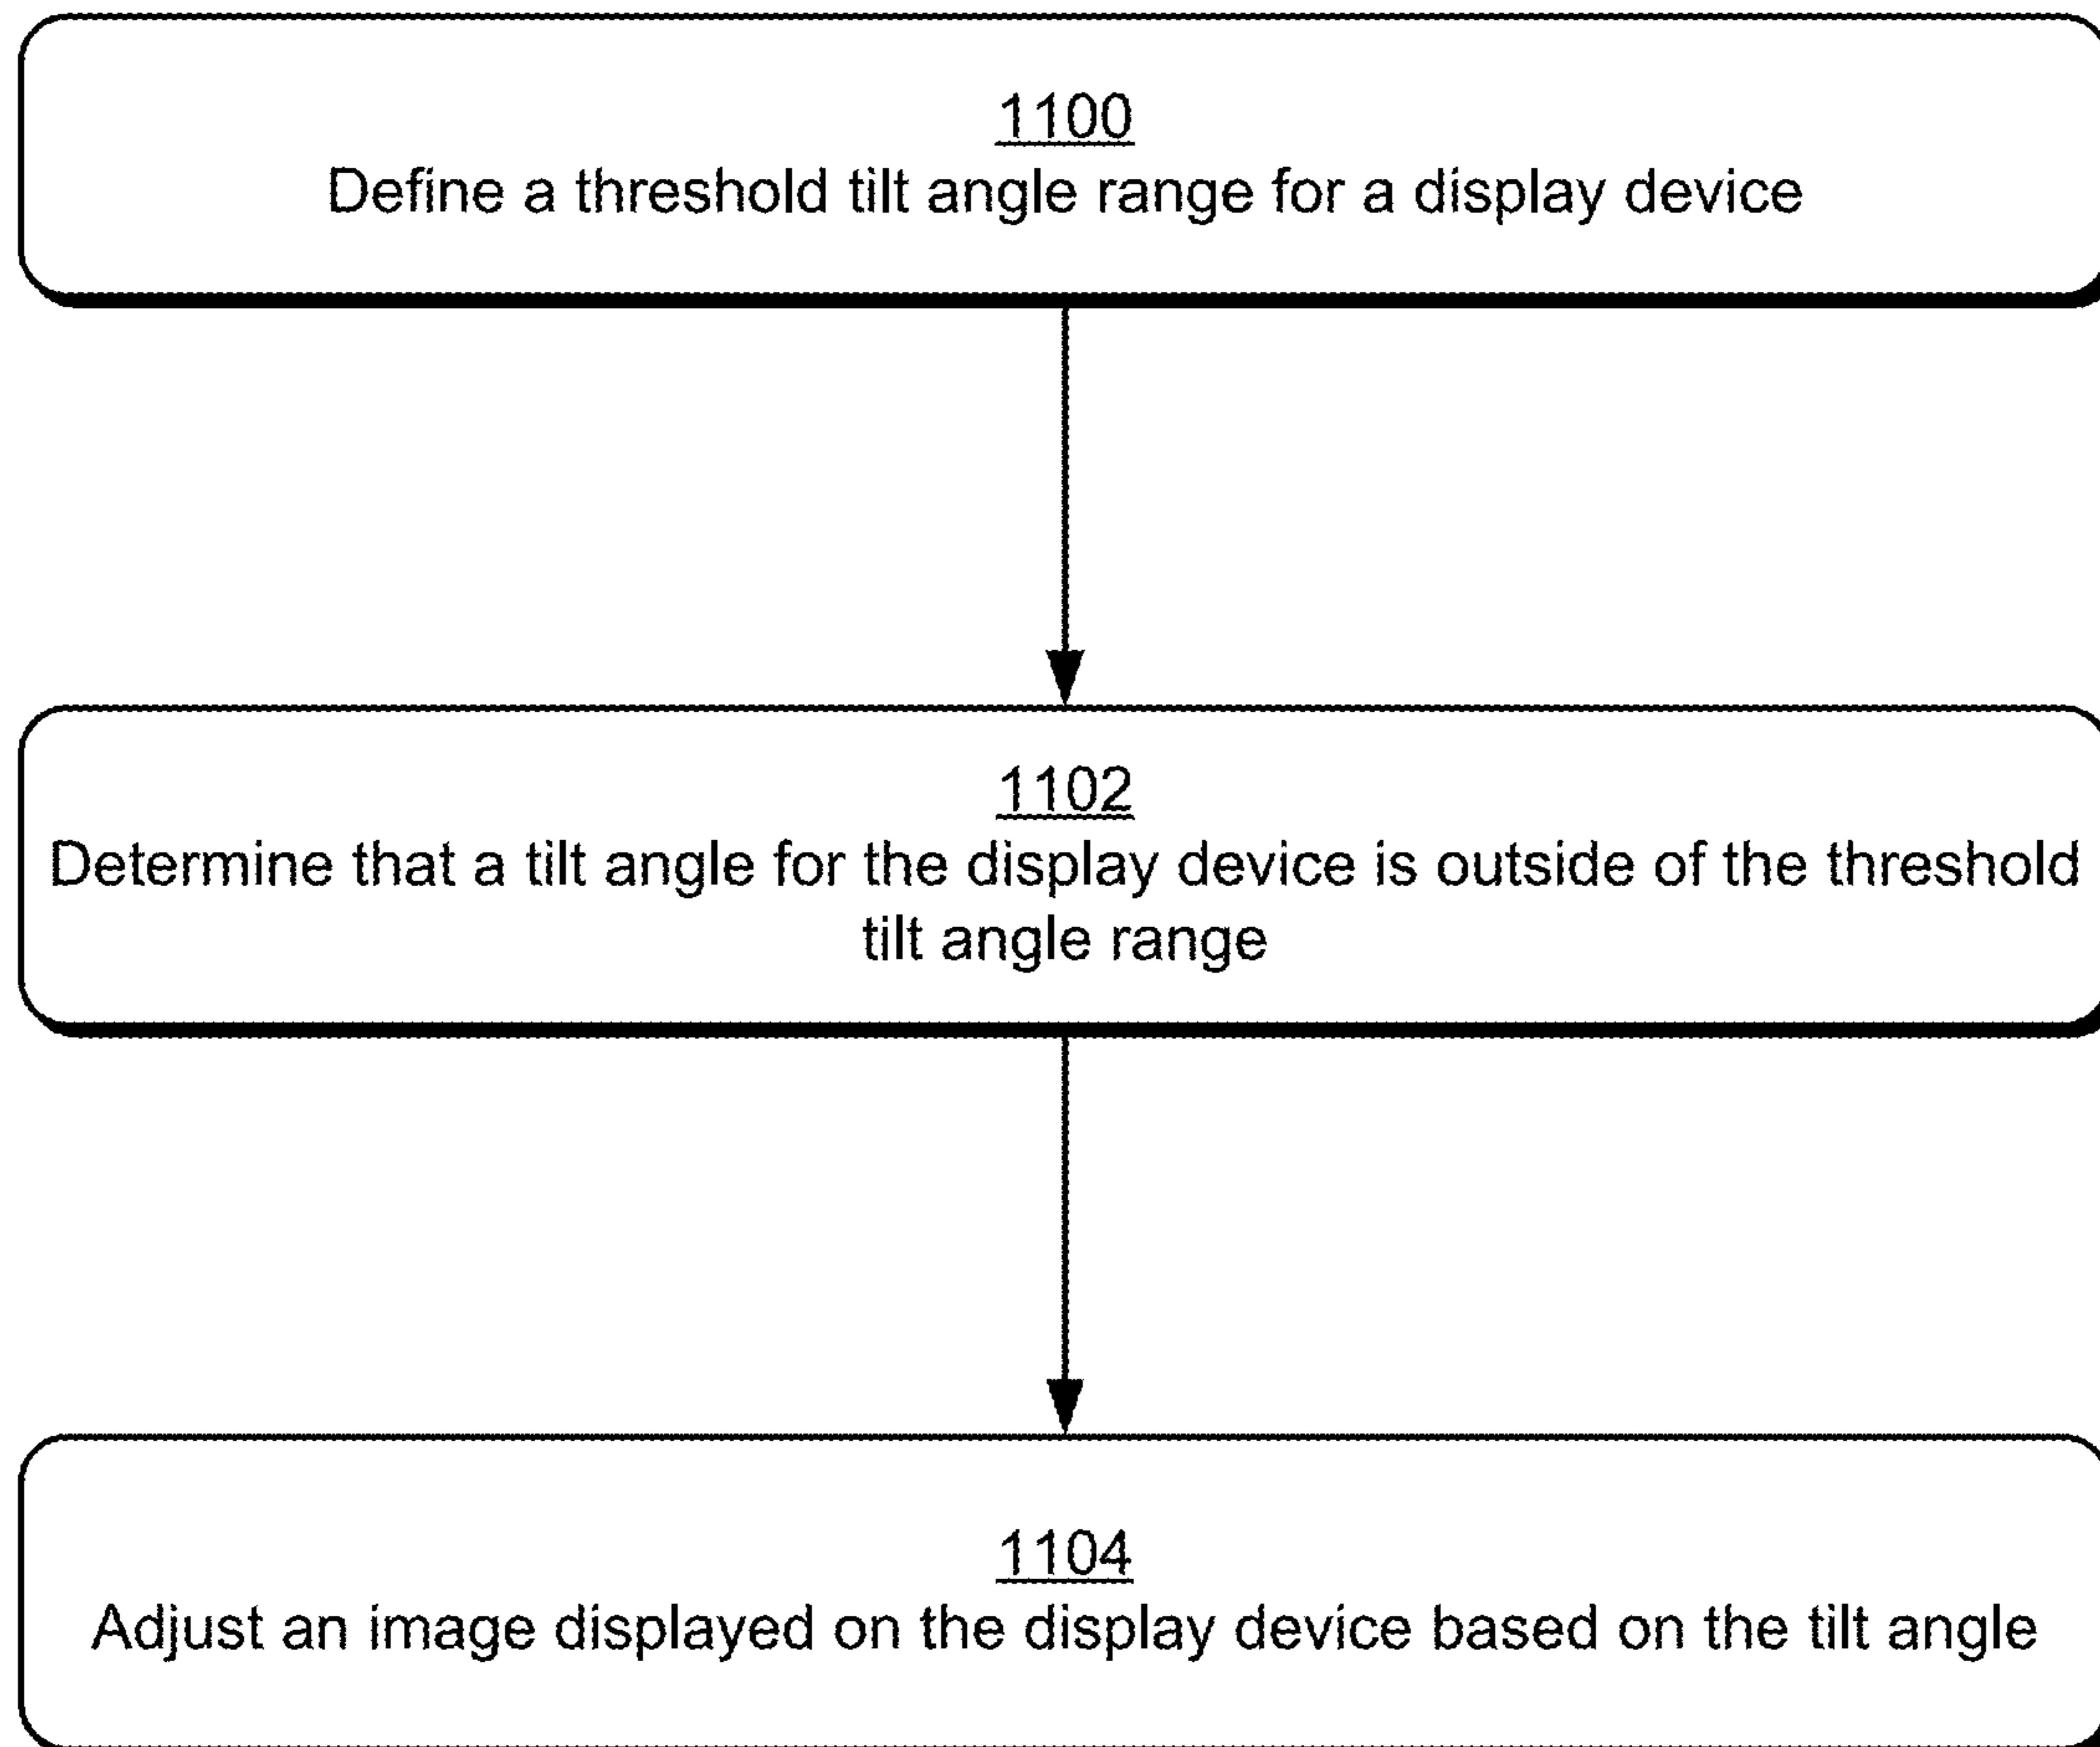 1100
Define a threshold tilt angle range for a display device
1102
Determine that a tilt angle for the display device is outside of the threshold
tilt angle range
1104
Adjust an image displayed on the display device based on the tilt angle